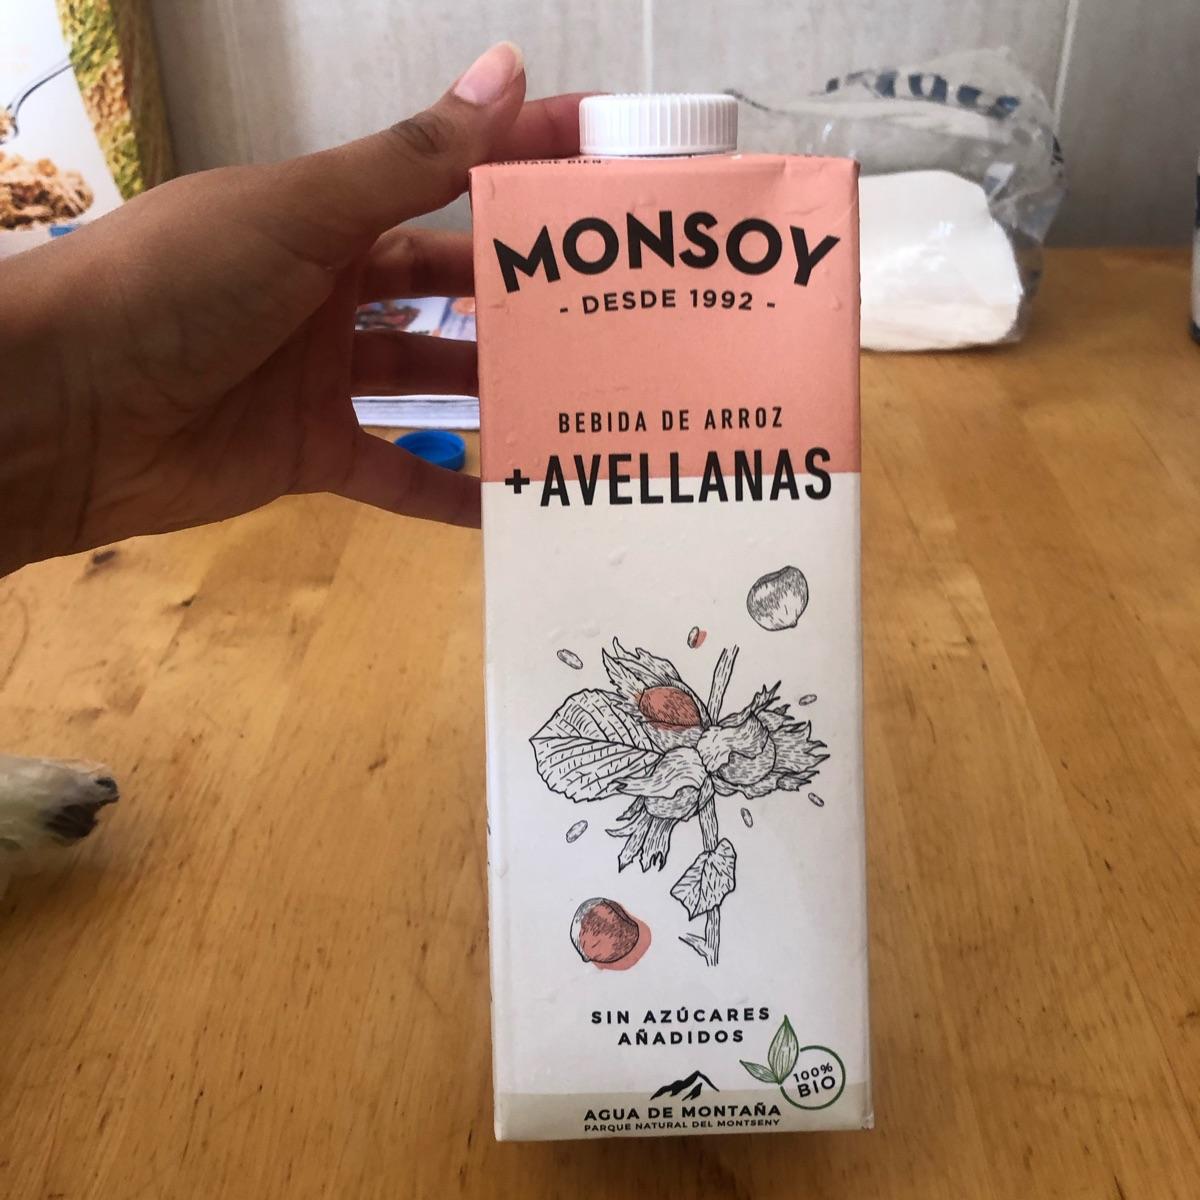 MONSOY
- DESDE 1992 -
BEBIDA DE ARROZ
+ AVELLANAS
SIN AZÚCARES
AÑADIDOS
100%
BIO
AGUA DE MONTAÑA
PARQUE NATURAL DEL MONTSENY